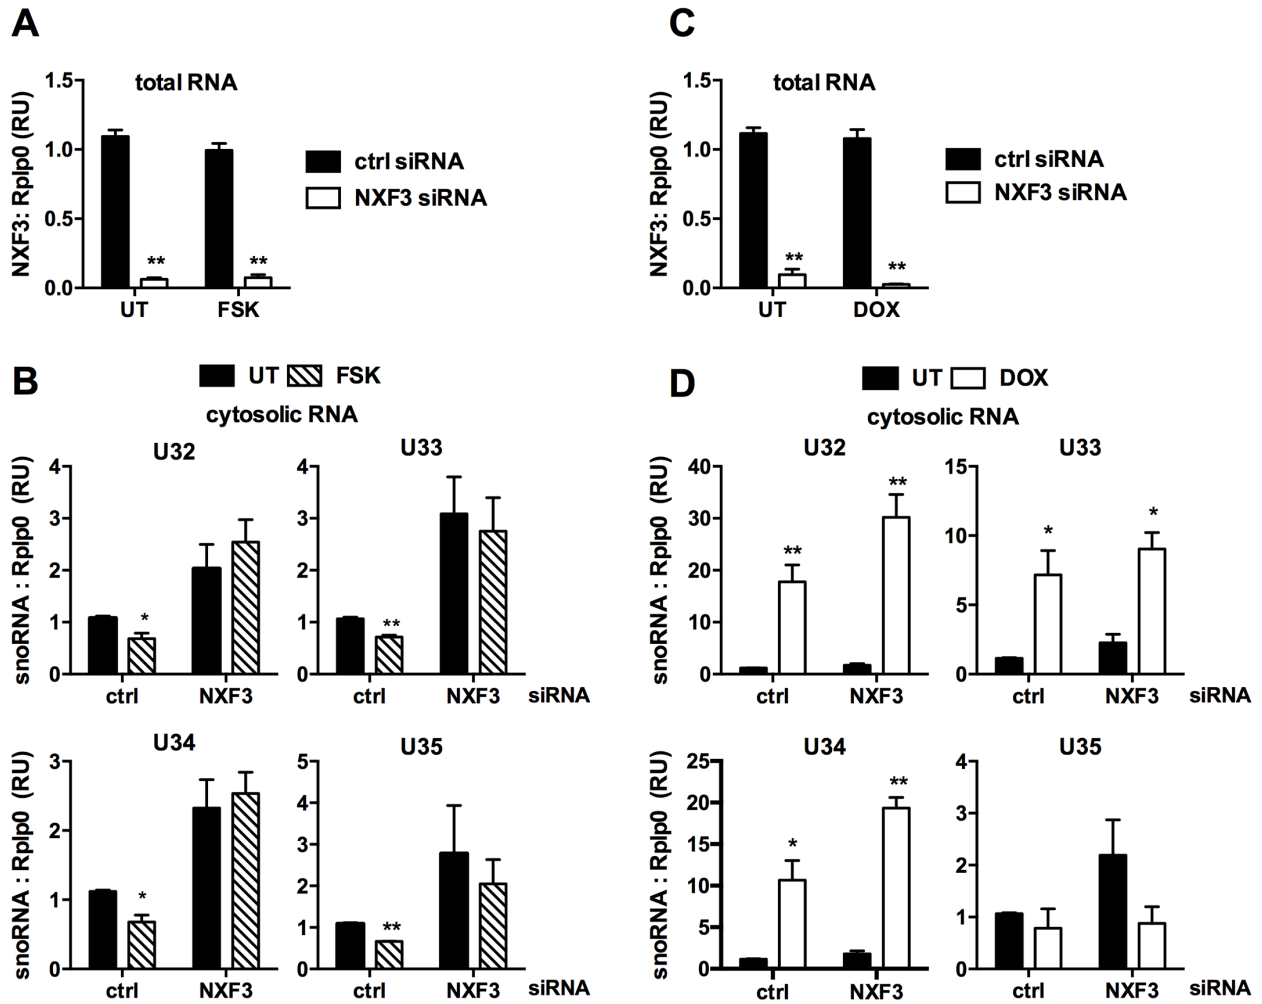 A
total RNA
NXF3: Rplp0 (RU)
1.5
1.0
0.5
0.0
**
**
UT
FSK
ctrl siRNA
NXF3 siRNA
C
total RNA
NXF3: Rplp0 (RU)
1.5
1.0
0.5
0.0
**
**
UT
DOX
ctrl siRNA
NXF3 siRNA
B
UT FSK
cytosolic RNA
U32
snoRNA : Rplp0 (RU)
4
3
2
1
0
*
ctrl NXF3
U33
4
3
2
1
0
**
ctrl NXF3 siRNA
U34
snoRNA : Rplp0 (RU)
3
2
1
0
*
ctrl NXF3
U35
5
4
3
2
1
0
**
ctrl NXF3 siRNA
D
UT DOX
cytosolic RNA
U32
snoRNA : Rplp0 (RU)
40
30
20
10
0
**
**
ctrl NXF3
U33
15
10
5
0
*
*
ctrl NXF3 siRNA
U34
snoRNA : Rplp0 (RU)
25
20
15
10
5
0
*
**
ctrl NXF3
U35
4
3
2
1
0
ctrl NXF3 siRNA